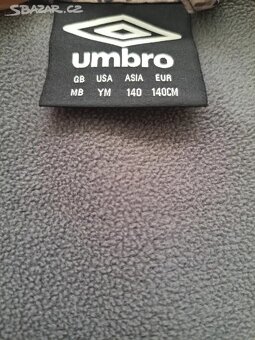 SBAZAR.CZ
umbro
GB USA ASIA EUR
MB YM 140 140CM